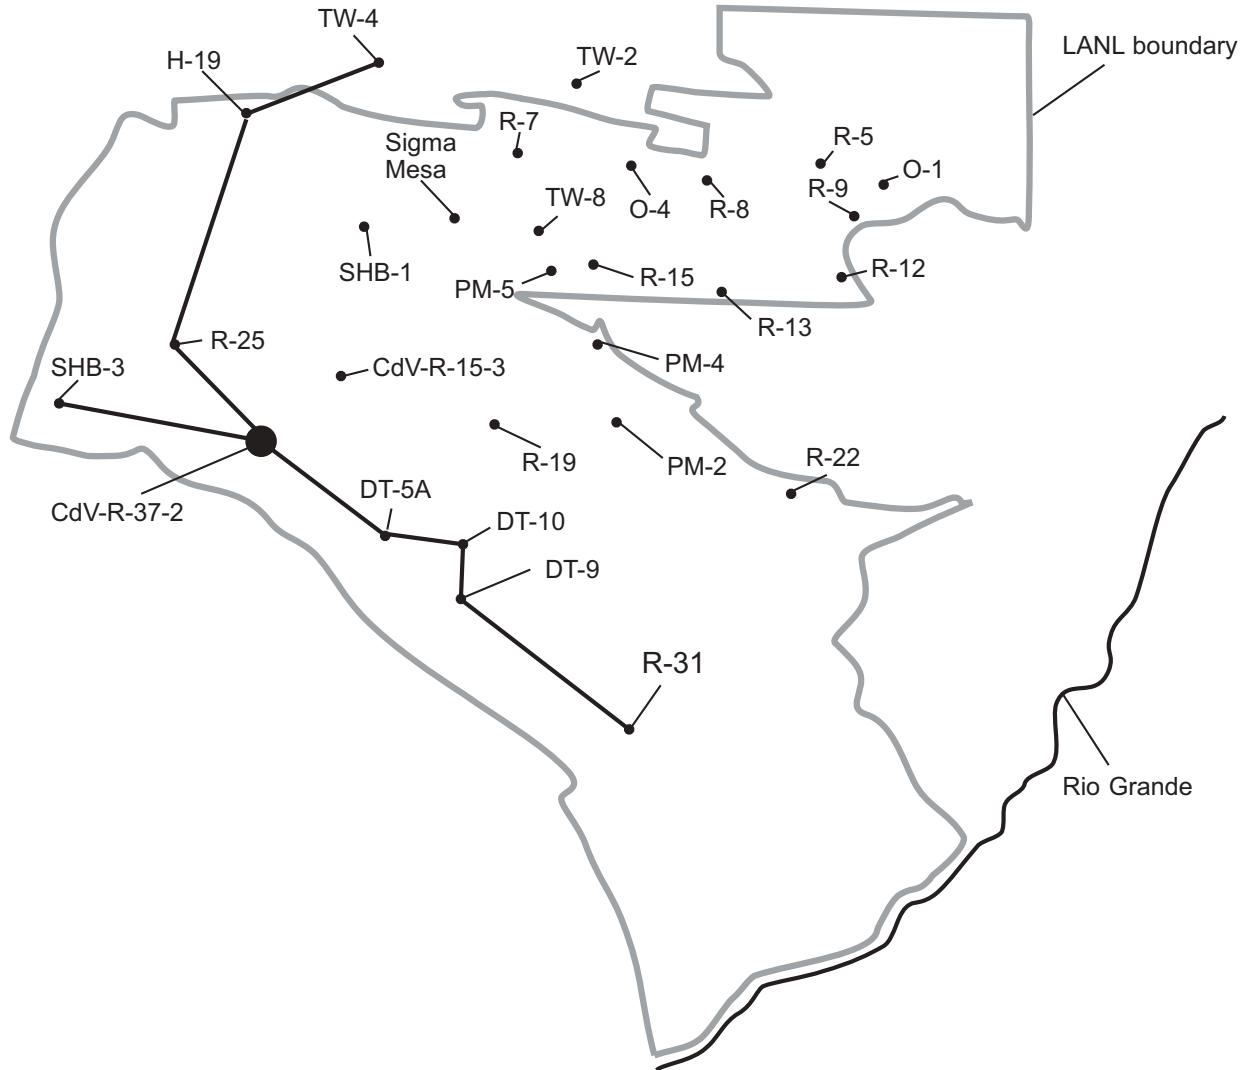 TW-4
LANL boundary
H-19
TW-2
R-7
R-5
Sigma
Mesa
O-1
R-9
TW-8
O-4
R-8
SHB-1
R-15
R-12
PM-5
R-13
R-25
SHB-3
CdV-R-15-3
PM-4
R-19
PM-2
R-22
DT-5A
CdV-R-37-2
DT-10
DT-9
R-31
Rio Grande